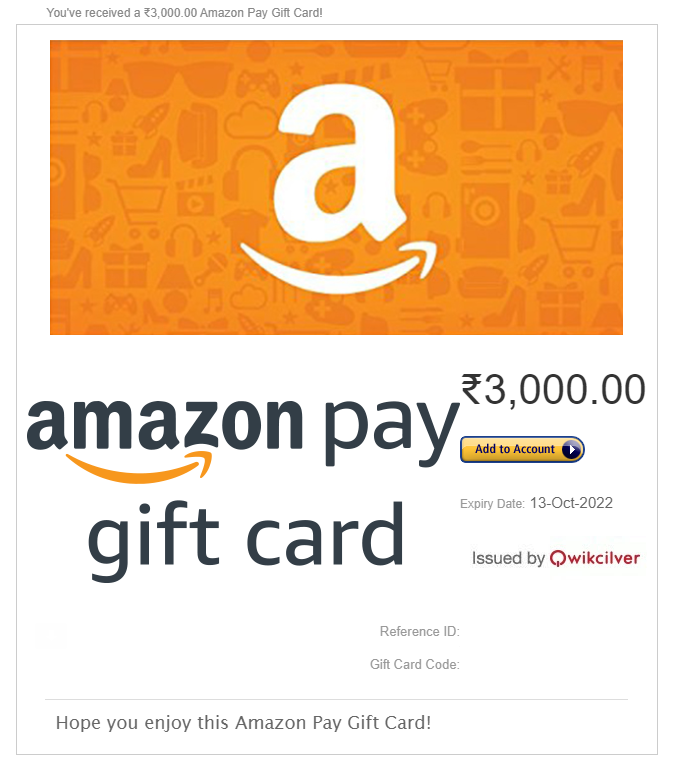 You've received a ₹3,000.00 Amazon Pay Gift Card!
a
₹3,000.00
amazon pay
gift card
Add to Account
Expiry Date: 13-Oct-2022
Issued by Qwikcilver
Reference ID:
Gift Card Code:
Hope you enjoy this Amazon Pay Gift Card!